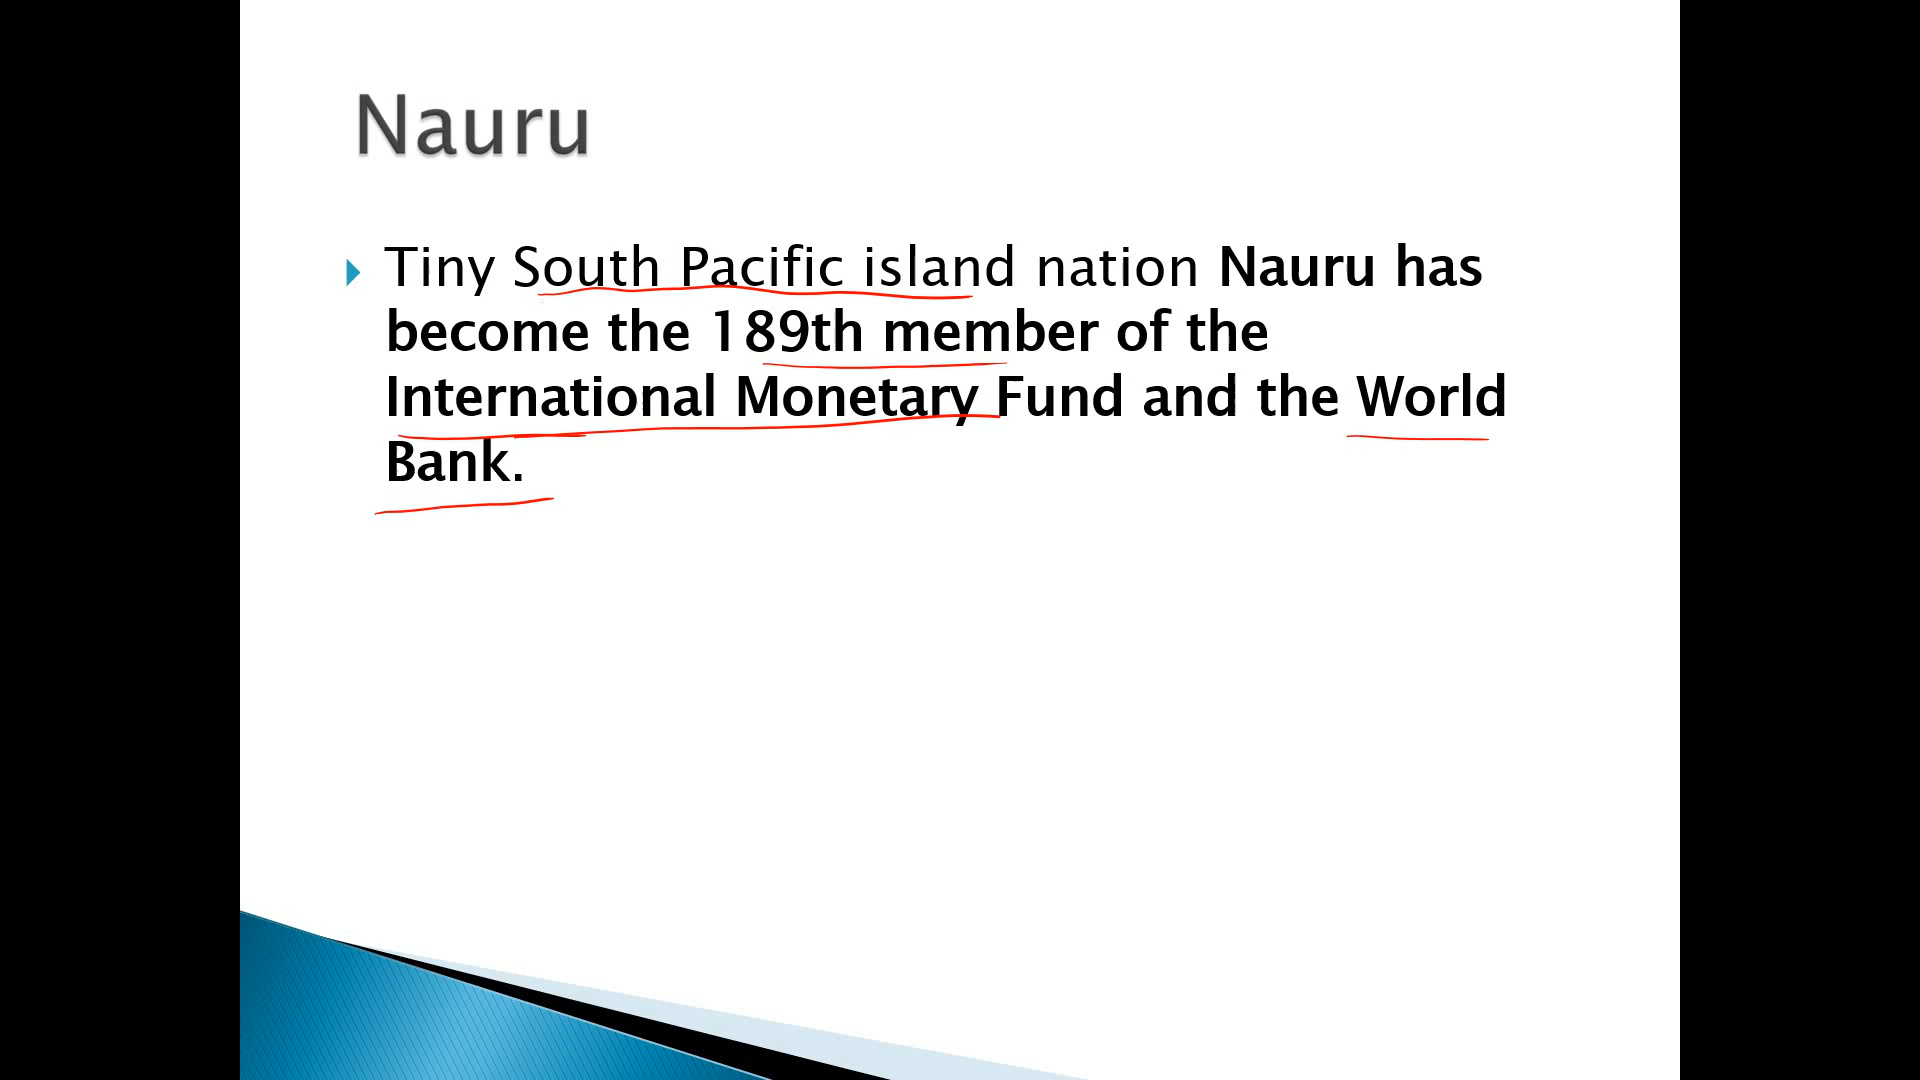 Nauru
Tiny South Pacific island nation Nauru has
become the 189th member of the
International Monetary Fund and the World
Bank.